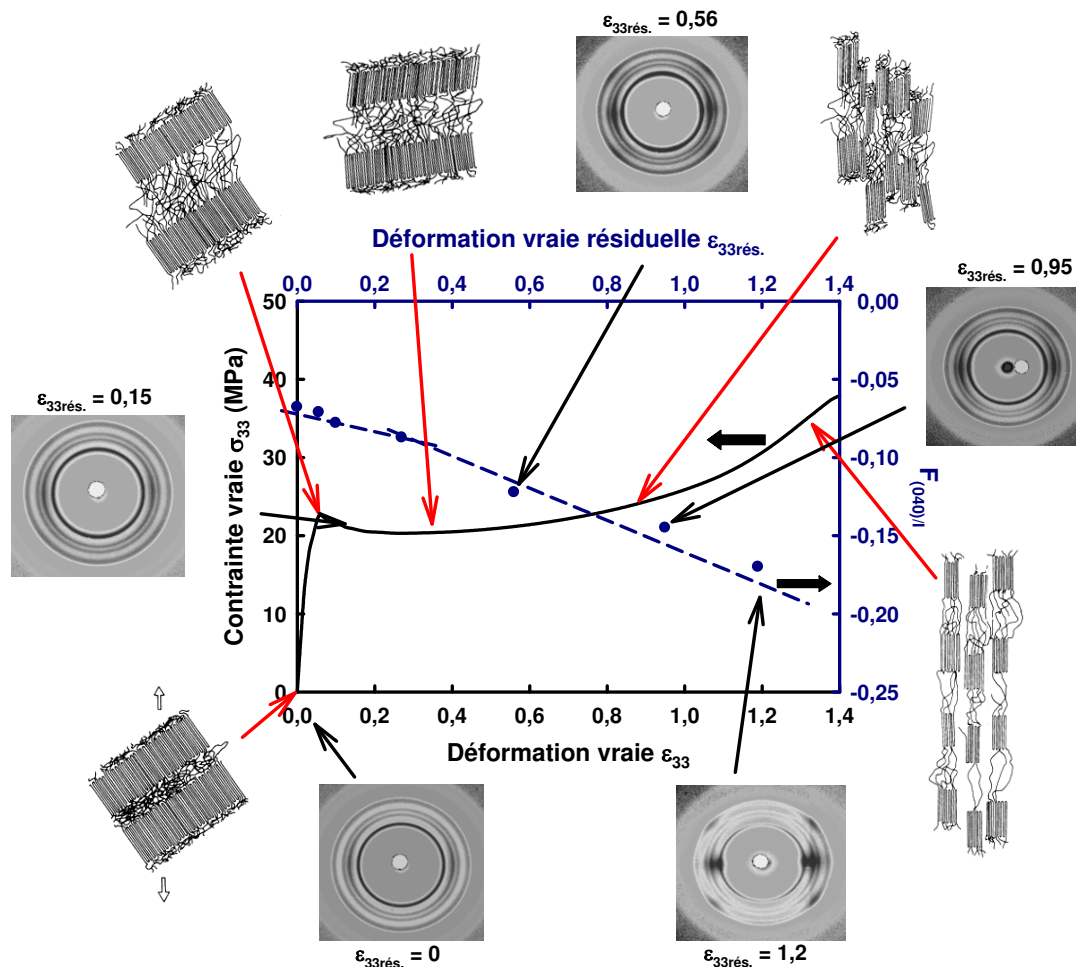 ε33rés. = 0,56
ε33rés. = 0,95
ε33rés. = 0,15
Déformation vraie résiduelle ε33rés.
0,0 0,2 0,4 0,6 0,8 1,0 1,2 1,4
50
40
30
20
10
0
Contrainte vraie σ33 (MPa)
0,00
-0,05
-0,10
-0,15
-0,20
-0,25
F(040)/l
0,0 0,2 0,4 0,6 0,8 1,0 1,2 1,4
Déformation vraie ε33
ε33rés. = 0
ε33rés. = 1,2